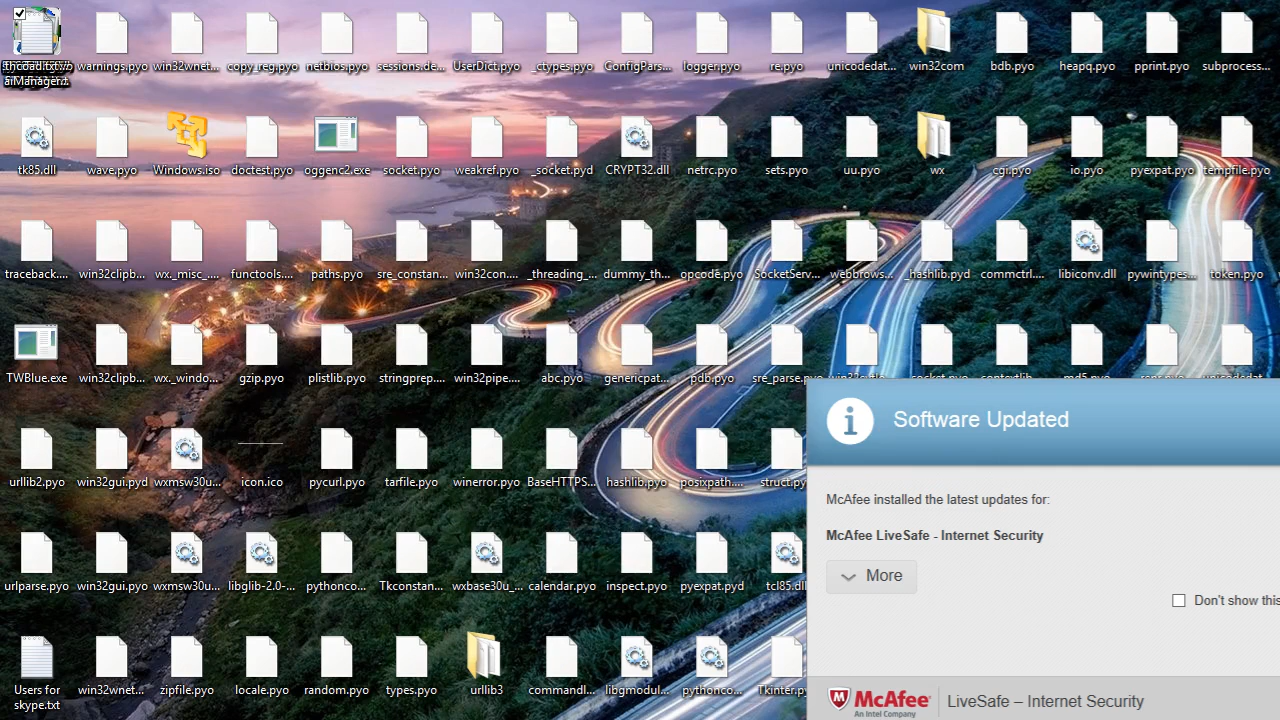 warnings.pyo
win32wnet...
copy_reg.pyo
netbios.pyo
sessions.de...
UserDict.pyo
_ctypes.pyo
ConfigPars...
logger.pyo
re.pyo
unicodedat...
win32com
bdb.pyo
heapq.pyo
pprint.pyo
subprocess...
tk85.dll
wave.pyo
Windows.iso
doctest.pyo
oggenc2.exe
socket.pyo
weakref.pyo
_socket.pyd
CRYPT32.dll
netrc.pyo
sets.pyo
uu.pyo
wx
cgi.pyo
io.pyo
pyexpat.pyo
tempfile.pyo
traceback....
win32clipb...
wx_misc_....
functools....
paths.pyo
sre_constan...
win32con....
_threading_...
dummy_th...
opcode.pyo
SocketServ...
webbrows...
_hashlib.pyd
commctrl....
libiconv.dll
pywintypes...
token.pyo
TWBlue.exe
win32clipb...
wx._windo...
gzip.pyo
plistlib.pyo
stringprep....
win32pipe....
abc.pyo
genericpat...
pdb.pyo
sre_parse.pyo
urllib2.pyo
win32gui.pyd
wxmsw30u...
icon.ico
pycurl.pyo
tarfile.pyo
winerror.pyo
BaseHTTPS...
hashlib.pyo
posixpath....
struct.py
urlparse.pyo
win32gui.pyo
wxmsw30u...
libglib-2.0-...
pythonco...
Tkconstan...
wxbase30u_...
calendar.pyo
inspect.pyo
pyexpat.pyd
tcl85.dll
Users for
skype.txt
win32wnet...
zipfile.pyo
locale.pyo
random.pyo
types.pyo
urllib3
commandl...
libgmodul...
pythonco...
Tkinter.py
Software Updated
McAfee installed the latest updates for:
McAfee LiveSafe - Internet Security
More
Don't show this
McAfee
An Intel Company
LiveSafe – Internet Security